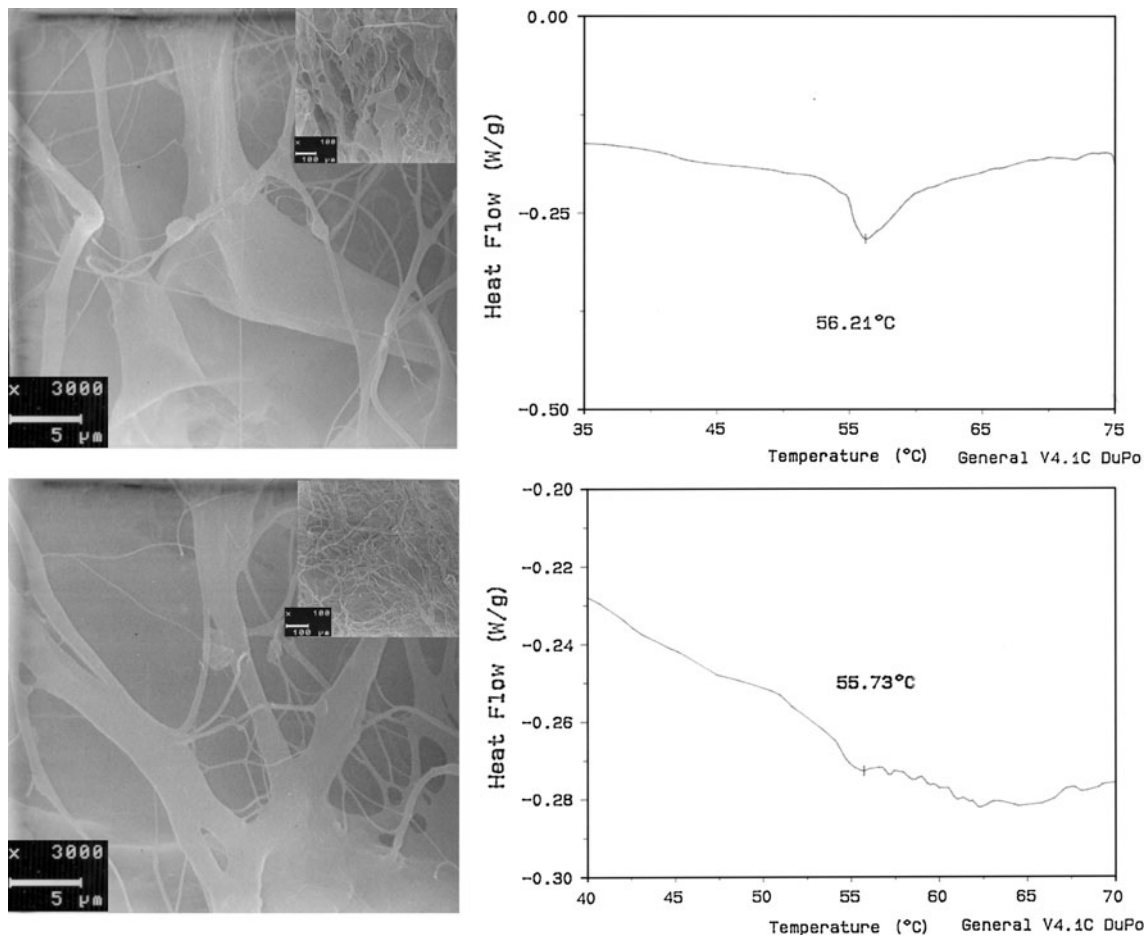 × 100
100 µm
× 3000
5 µm
0.00
-0.25
-0.50
Heat Flow (W/g)
56.21°C
35
45
55
65
75
Temperature (°C)
General V4.1C DuPo
× 100
100 µm
× 3000
5 µm
-0.20
-0.22
-0.24
-0.26
-0.28
-0.30
Heat Flow (W/g)
55.73°C
40
45
50
55
60
65
70
Temperature (°C)
General V4.1C DuPo